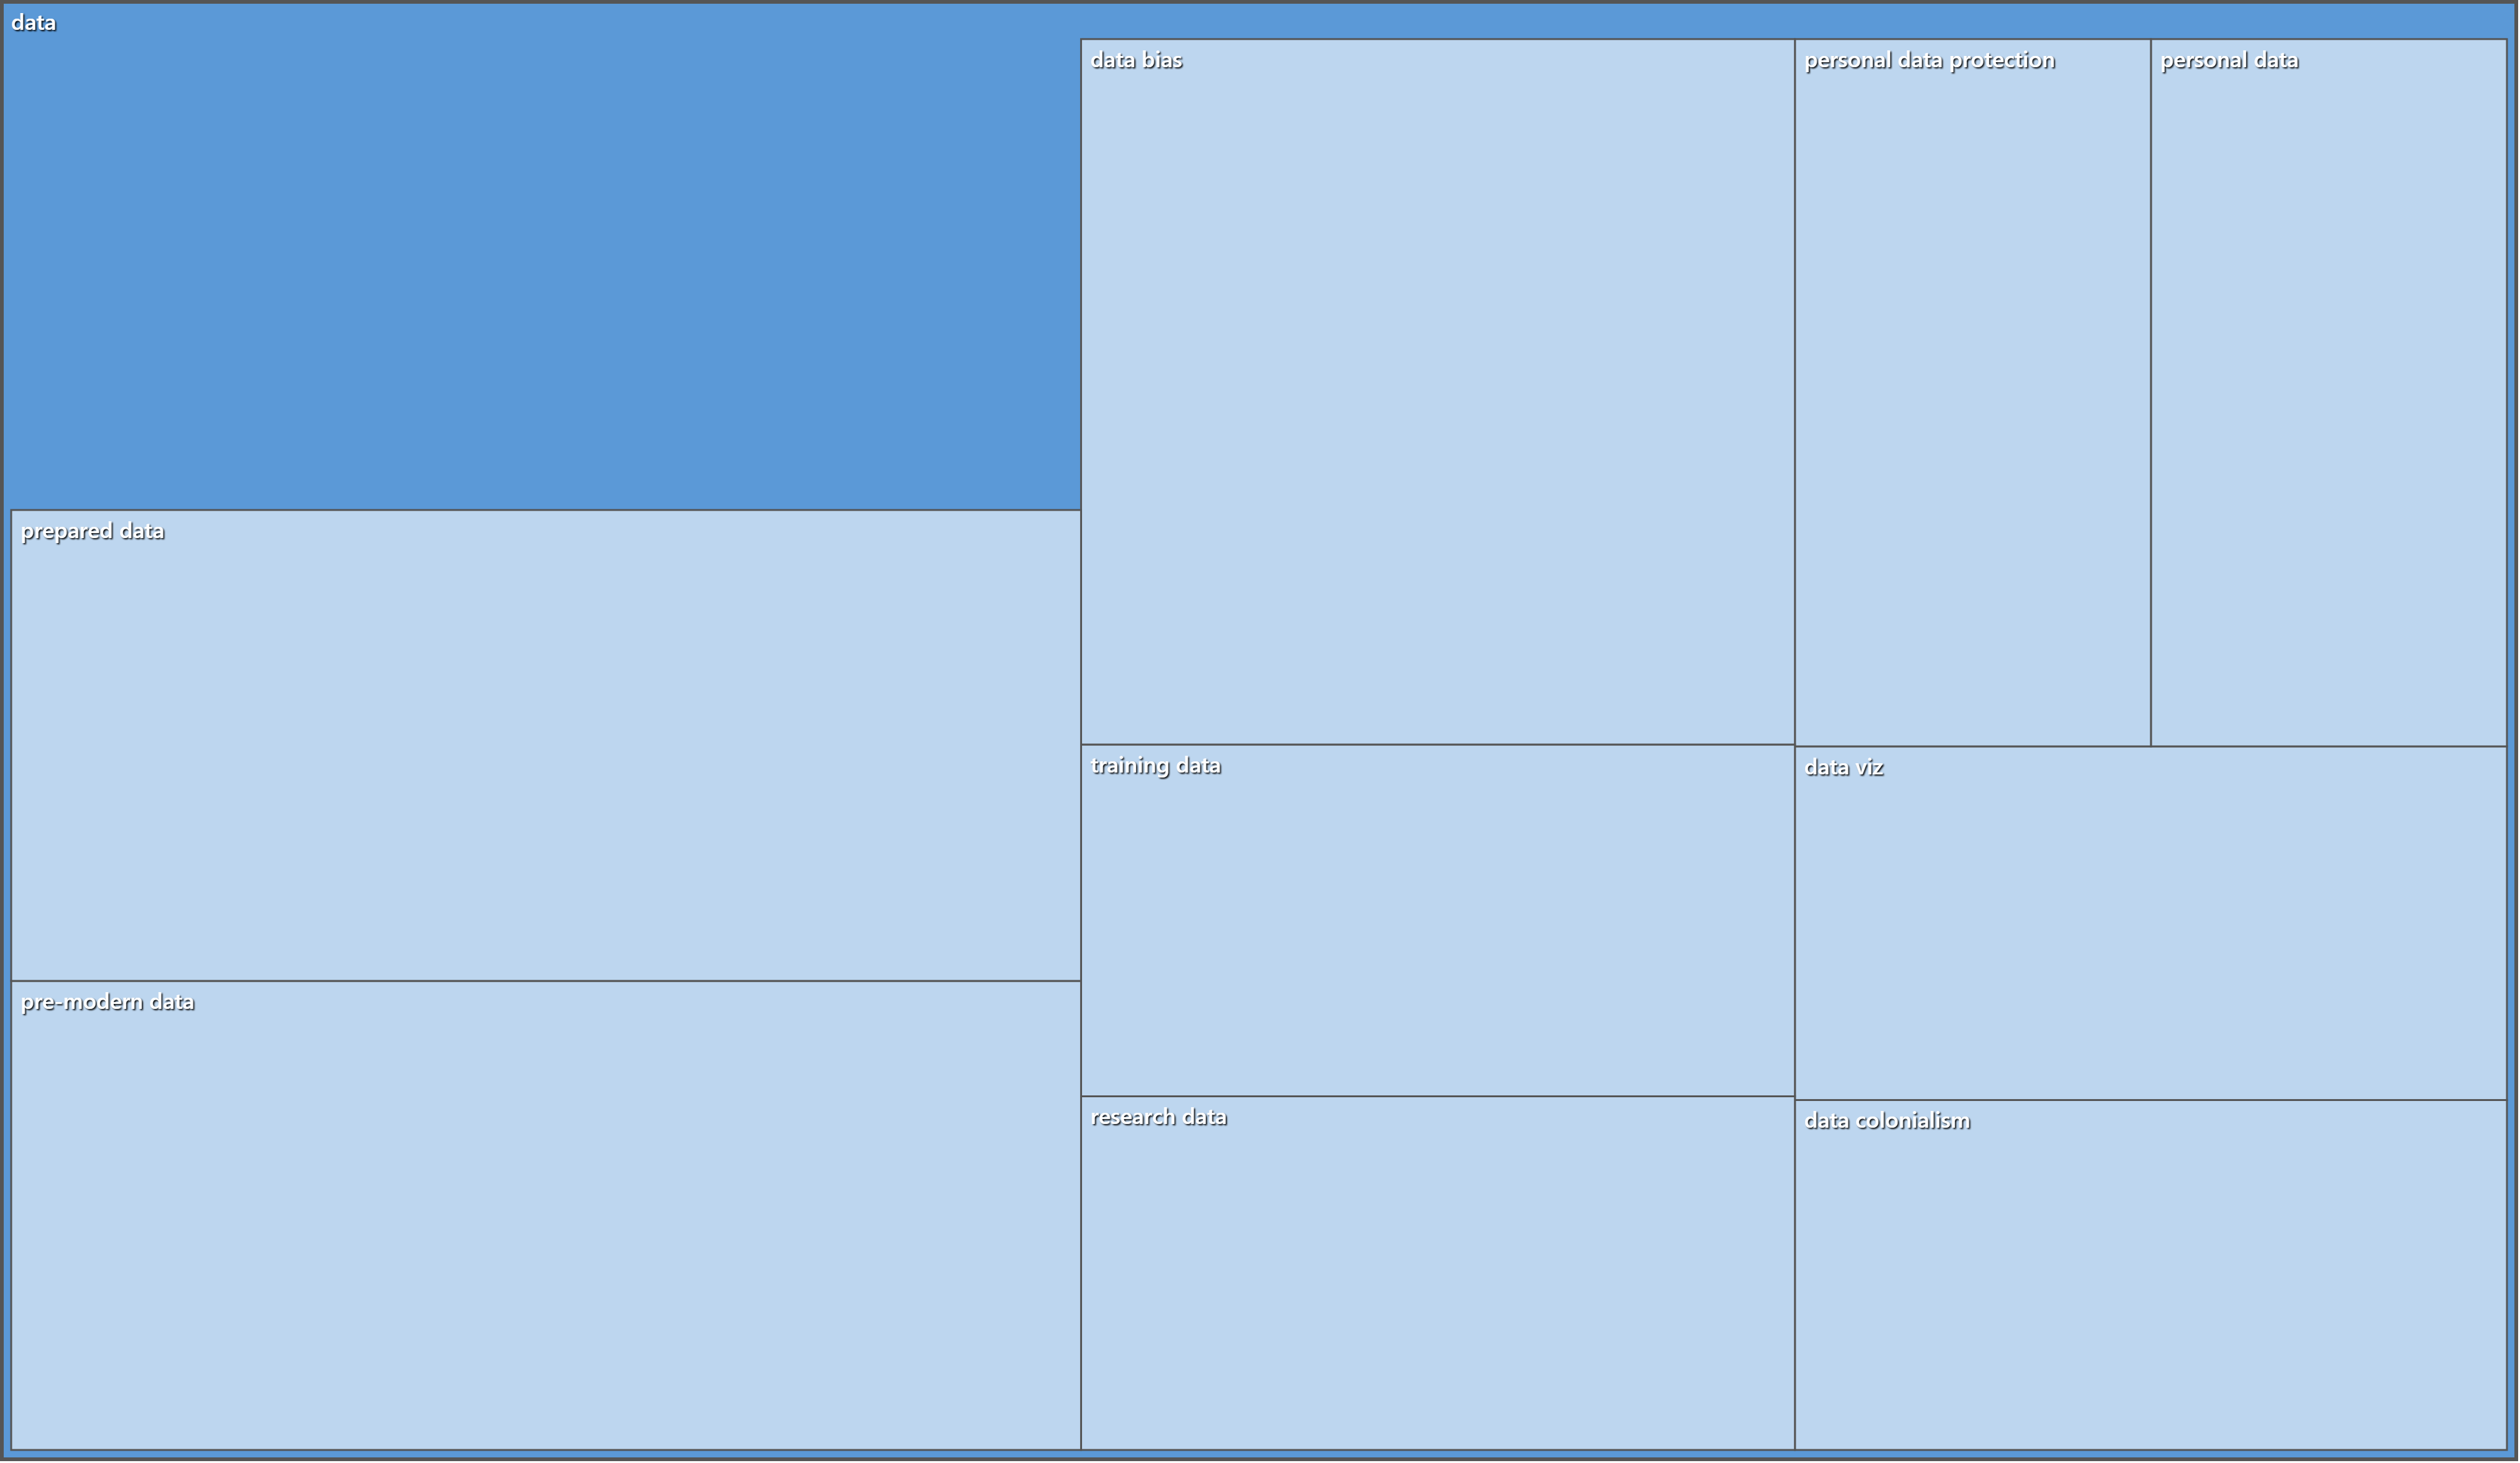 data
data bias
personal data protection
personal data
prepared data
training data
data viz
pre-modern data
research data
data colonialism